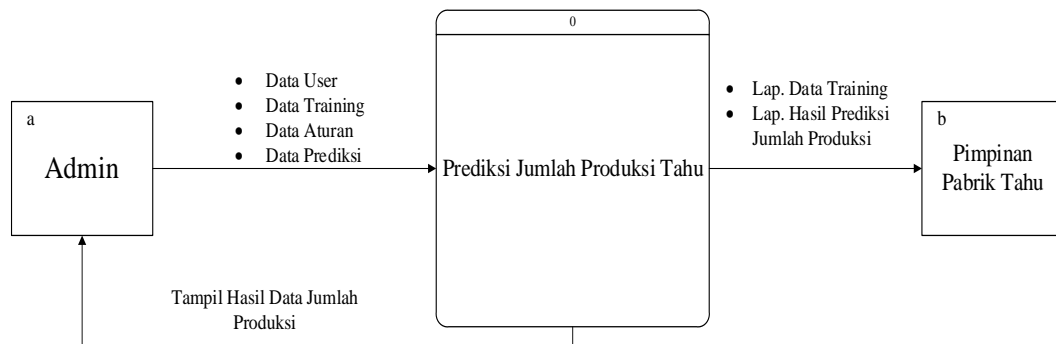 0
• Data User
• Data Training
• Data Aturan
• Data Prediksi
• Lap. Data Training
• Lap. Hasil Prediksi
Jumlah Produksi
a
Admin
Prediksi Jumlah Produksi Tahu
b
Pimpinan
Pabrik Tahu
Tampil Hasil Data Jumlah
Produksi